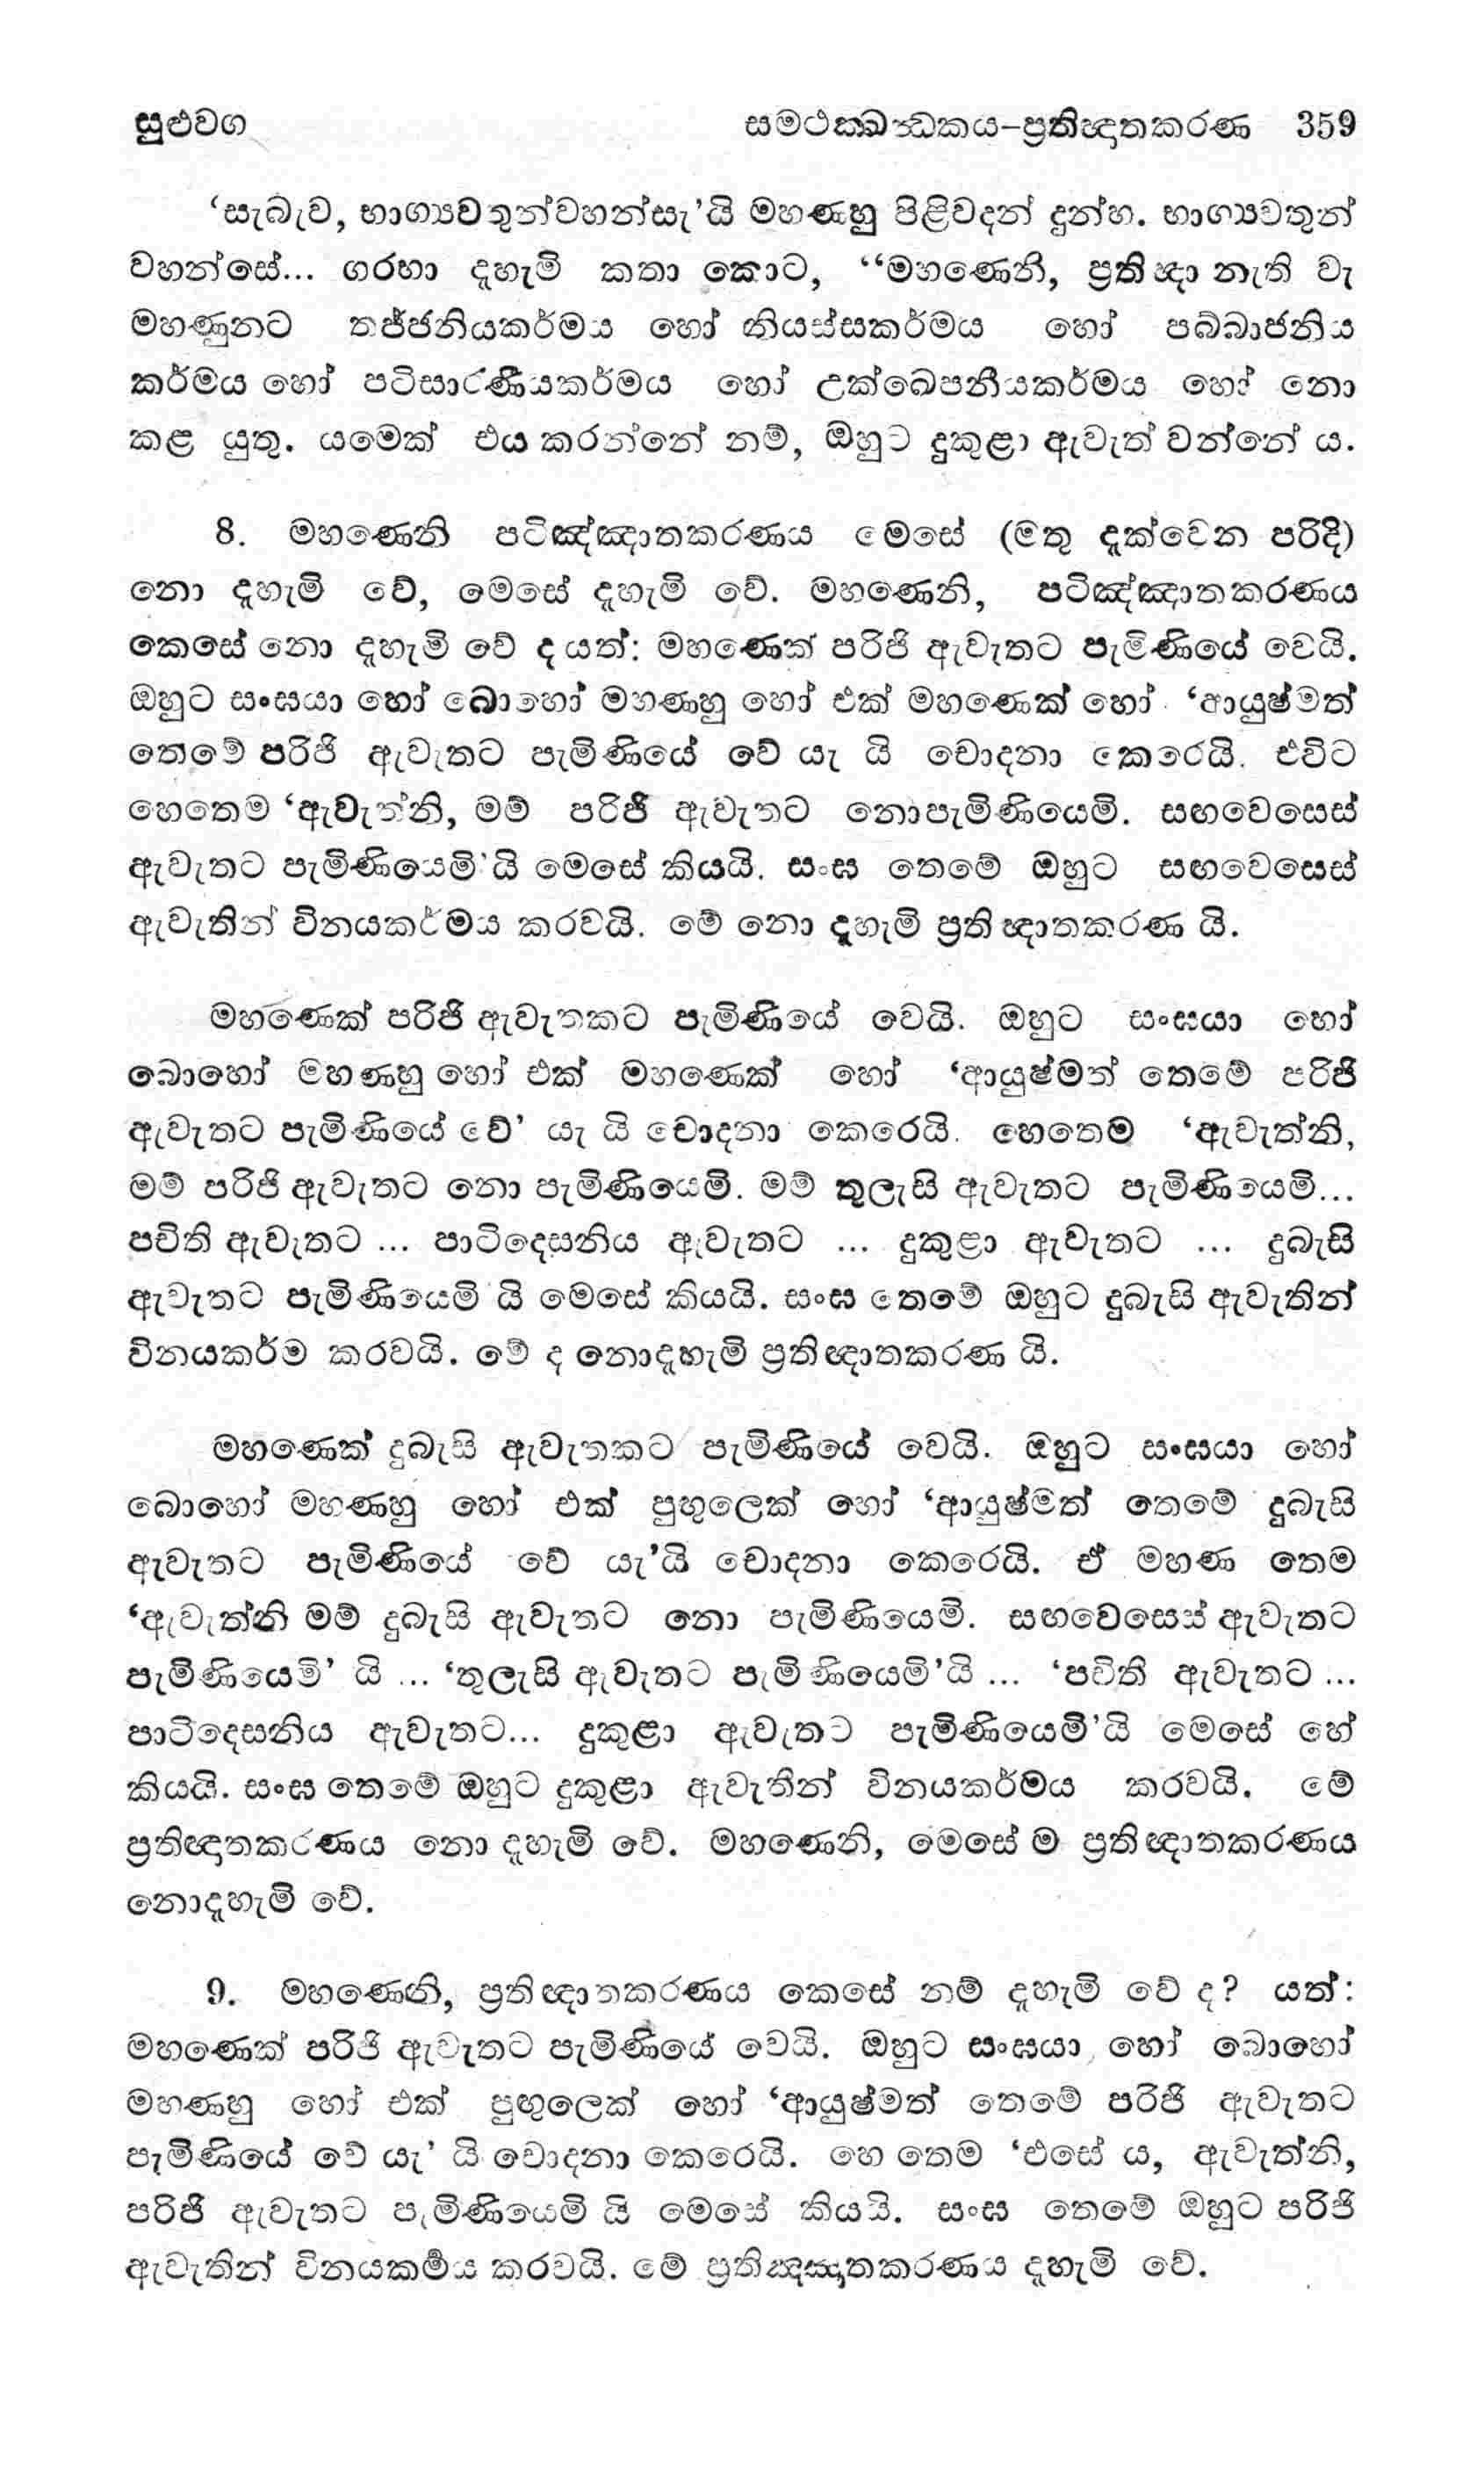 සුළුවග සමථක්ඛන්ධකය–ප්‍රතිඥාතකරණ 359
‘සැබැව, භාග්‍යවතුන්වහන්සැ’යි මහණහු පිළිවදන් දුන්හ. භාග්‍යවතුන්
වහන්සේ... ගරහා දැහැමි කතා කොට, “මහණෙනි, ප්‍රතිඥා නැති වැ
මහණුනට තජ්ජනියකර්මය හෝ නියස්සකර්මය හෝ පබ්බාජනිය
කර්මය හෝ පටිසාරණීයකර්මය හෝ උක්ඛෙපනීයකර්මය හෝ නො
කළ යුතු. යමෙක් එය කරන්නේ නම්, ඔහුට දුකුළා ඇවැත් වන්නේ ය.
8. මහණෙනි පටිඤ්ඤාතකරණය මෙසේ (මතු දැක්වෙන පරිදි)
නො දැහැමි වේ, මෙසේ දැහැමි වේ. මහණෙනි, පටිඤ්ඤාතකරණය
කෙසේ නො දැහැමි වේ ද යත්: මහණෙක් පරිජි ඇවැතට පැමිණියේ වෙයි.
ඔහුට සංඝයා හෝ බොහෝ මහණහු හෝ එක් මහණෙක් හෝ ‘ආයුෂ්මත්
තෙමේ පරිජි ඇවැතට පැමිණියේ වේ යැ යි චොදනා කෙරෙයි. එවිට
හෙතෙම ‘ඇවැත්නි, මම් පරිජි ඇවැතට නොපැමිණියෙමි. සඟවෙසෙස්
ඇවැතට පැමිණියෙමි’යි මෙසේ කියයි. සංඝ තෙමේ ඔහුට සඟවෙසෙස්
ඇවැතින් විනයකර්මය කරවයි. මේ නො දැහැමි ප්‍රතිඥාතකරණ යි.
මහණෙක් පරිජි ඇවැතකට පැමිණියේ වෙයි. ඔහුට සංඝයා හෝ
බොහෝ මහණහු හෝ එක් මහණෙක් හෝ ‘ආයුෂ්මත් තෙමේ පරිජි
ඇවැතට පැමිණියේ වේ’ යැ යි චොදනා කෙරෙයි. හෙතෙම ‘ඇවැත්නි,
මම් පරිජි ඇවැතට නො පැමිණියෙමි. මම් තුලැසි ඇවැතට පැමිණියෙමි...
පචිති ඇවැතට ... පාටිදෙසනිය ඇවැතට ... දුකුළා ඇවැතට ... දුබැසි
ඇවැතට පැමිණියෙමි යි මෙසේ කියයි. සංඝ තෙමේ ඔහුට දුබැසි ඇවැතින්
විනයකර්ම කරවයි. මේ ද නොදැහැමි ප්‍රතිඥාතකරණ යි.
මහණෙක් දුබැසි ඇවැතකට පැමිණියේ වෙයි. ඔහුට සංඝයා හෝ
බොහෝ මහණහු හෝ එක් පුඟුලෙක් හෝ ‘ආයුෂ්මත් තෙමේ දුබැසි
ඇවැතට පැමිණියේ වේ යැ’යි චොදනා කෙරෙයි. ඒ මහණ තෙම
‘ඇවැත්නි මම් දුබැසි ඇවැතට නො පැමිණියෙමි. සඟවෙසෙස් ඇවැතට
පැමිණියෙමි’ යි ... ‘තුලැසි ඇවැතට පැමිණියෙමි’යි ... ‘පචිති ඇවැතට ...
පාටිදෙසනිය ඇවැතට... දුකුළා ඇවැතට පැමිණියෙමි’යි මෙසේ හේ
කියයි. සංඝ තෙමේ ඔහුට දුකුළා ඇවැතින් විනයකර්මය කරවයි. මේ
ප්‍රතිඥාතකරණය නො දැහැමි වේ. මහණෙනි, මෙසේ ම ප්‍රතිඥාතකරණය
නොදැහැමි වේ.
9. මහණෙනි, ප්‍රතිඥාතකරණය කෙසේ නම් දැහැමි වේ ද? යත්:
මහණෙක් පරිජි ඇවැතට පැමිණියේ වෙයි. ඔහුට සංඝයා හෝ බොහෝ
මහණහු හෝ එක් පුඟුලෙක් හෝ ‘ආයුෂ්මත් තෙමේ පරිජි ඇවැතට
පැමිණියේ වේ යැ’ යි චොදනා කෙරෙයි. හෙ තෙම ‘එසේ ය, ඇවැත්නි,
පරිජි ඇවැතට පැමිණියෙමි යි මෙසේ කියයි. සංඝ තෙමේ ඔහුට පරිජි
ඇවැතින් විනයකර්‍මය කරවයි. මේ ප්‍රතිඤ්ඤාතකරණය දැහැමි වේ.